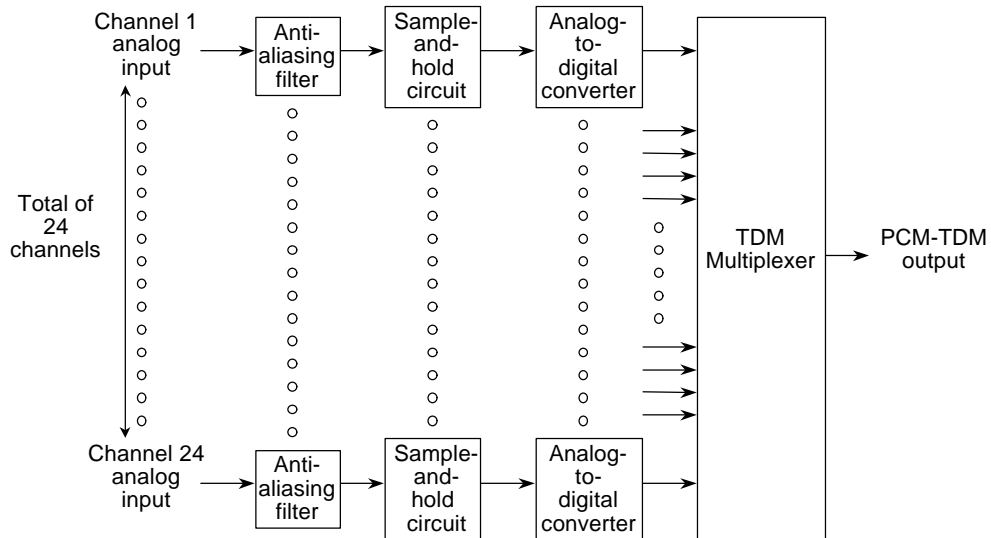 Channel 1
analog
input
Anti-
aliasing
filter
Sample-
and-
hold
circuit
Analog-
to-
digital
converter
Total of
24
channels
TDM
Multiplexer
PCM-TDM
output
Channel 24
analog
input
Anti-
aliasing
filter
Sample-
and-
hold
circuit
Analog-
to-
digital
converter